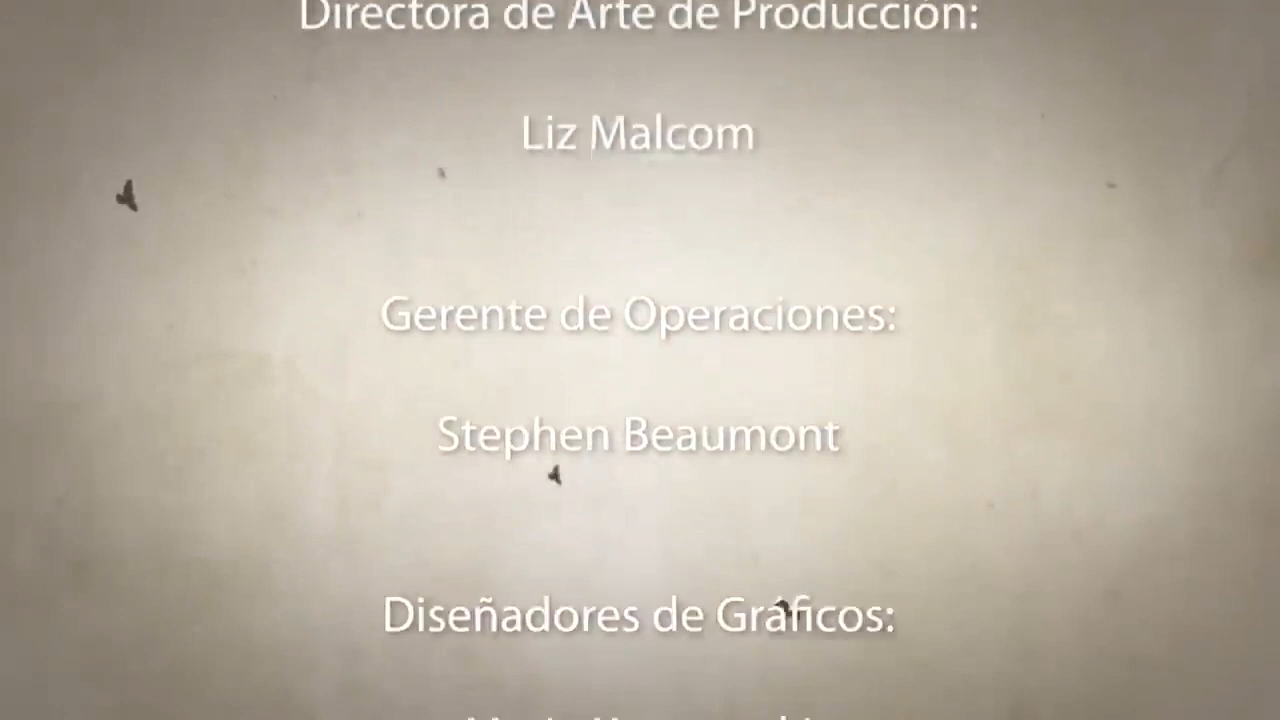 Directora de Arte de Producción:
Liz Malcom
Gerente de Operaciones:
Stephen Beaumont
Diseñadores de Gráficos: